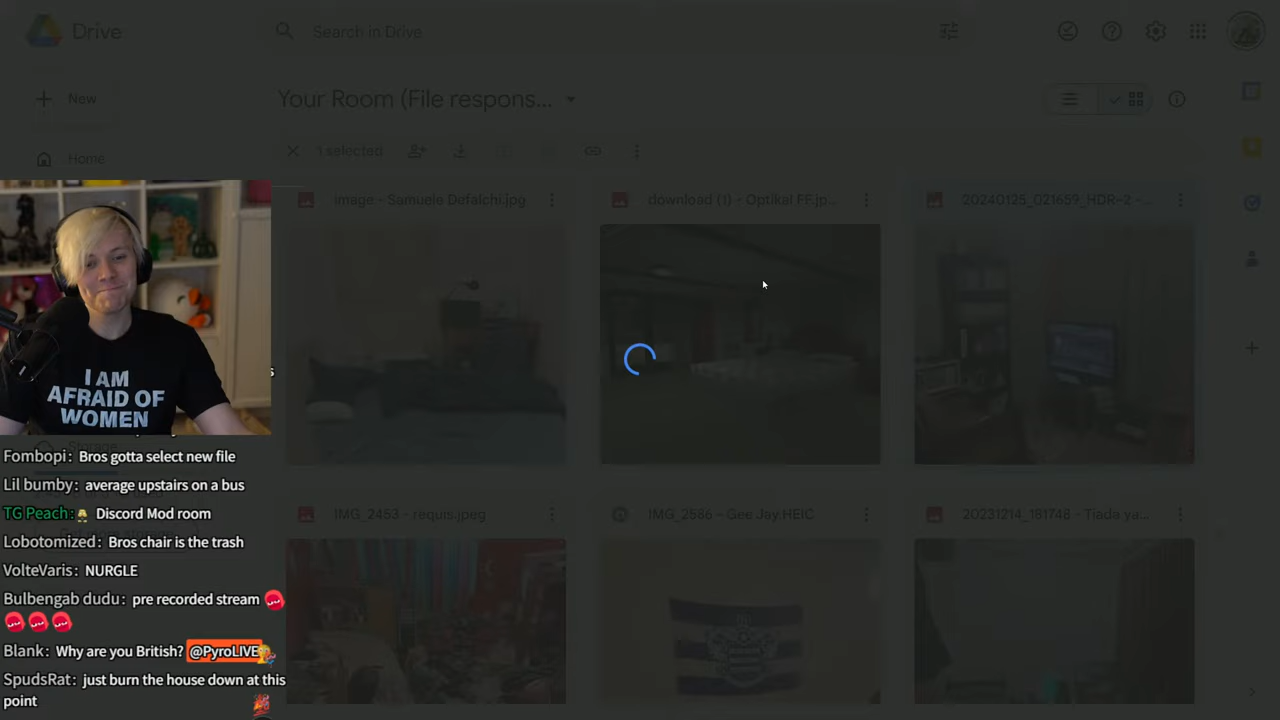 Drive
Search in Drive
New
Your Room (File respons...
Home
1 selected
image - Samuele Defalchi.jpg
download (1) - Optikal FF.jp...
20240125_021659_HDR~2 -...
I AM
AFRAID OF
WOMEN
s
Storage
Fombopi: Bros gotta select new file
Lil bumby: average upstairs on a bus
TG Peach: Discord Mod room
IMG_2453 - requis.jpeg
IMG_2586 - Gee Jay.HEIC
20231214_181748 - Tiada ya...
Lobotomized: Bros chair is the trash
VolteVaris: NURGLE
Bulbengab dudu: pre recorded stream
Blank: Why are you British? @PyroLIVE
SpudsRat: just burn the house down at this
point